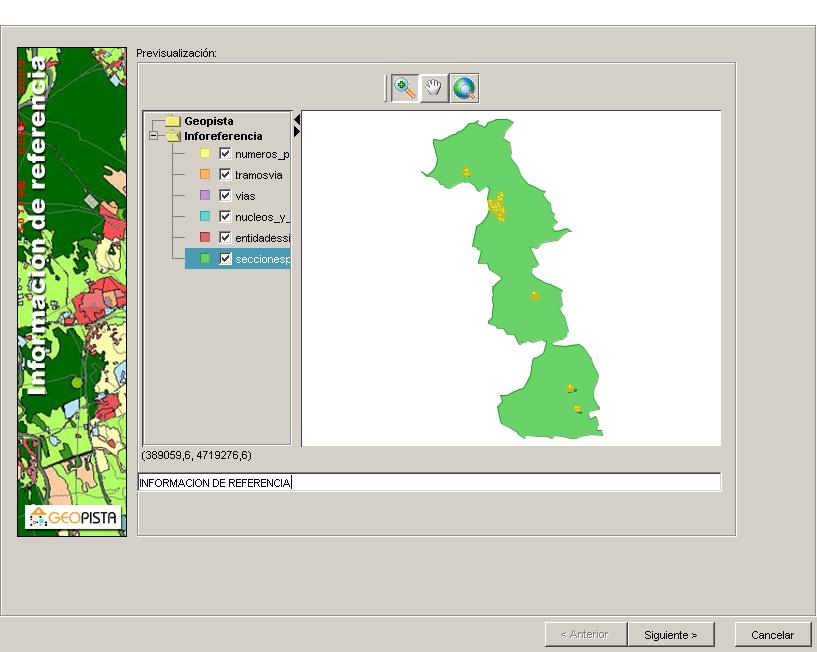 Previsualización:
Información de referencia
Geopista
Inforeferencia
numeros_p
tramosvia
vias
nucleos_y_
entidadessi
seccionesp
(389059,6, 4719276,6)
INFORMACION DE REFERENCIA
GEOPISTA
< Anterior
Siguiente >
Cancelar